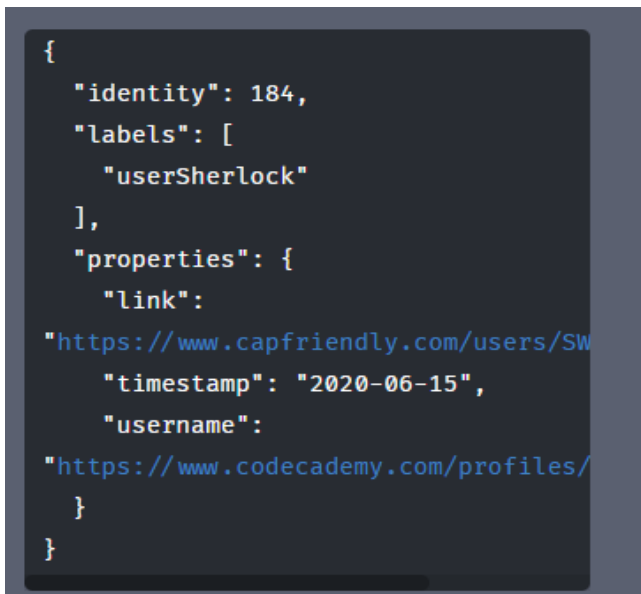 {
"identity": 184,
"labels": [
"userSherlock"
],
"properties": {
"link":
"https://www.capfriendly.com/users/SW
"timestamp": "2020-06-15",
"username":
"https://www.codecademy.com/profiles/
}
}